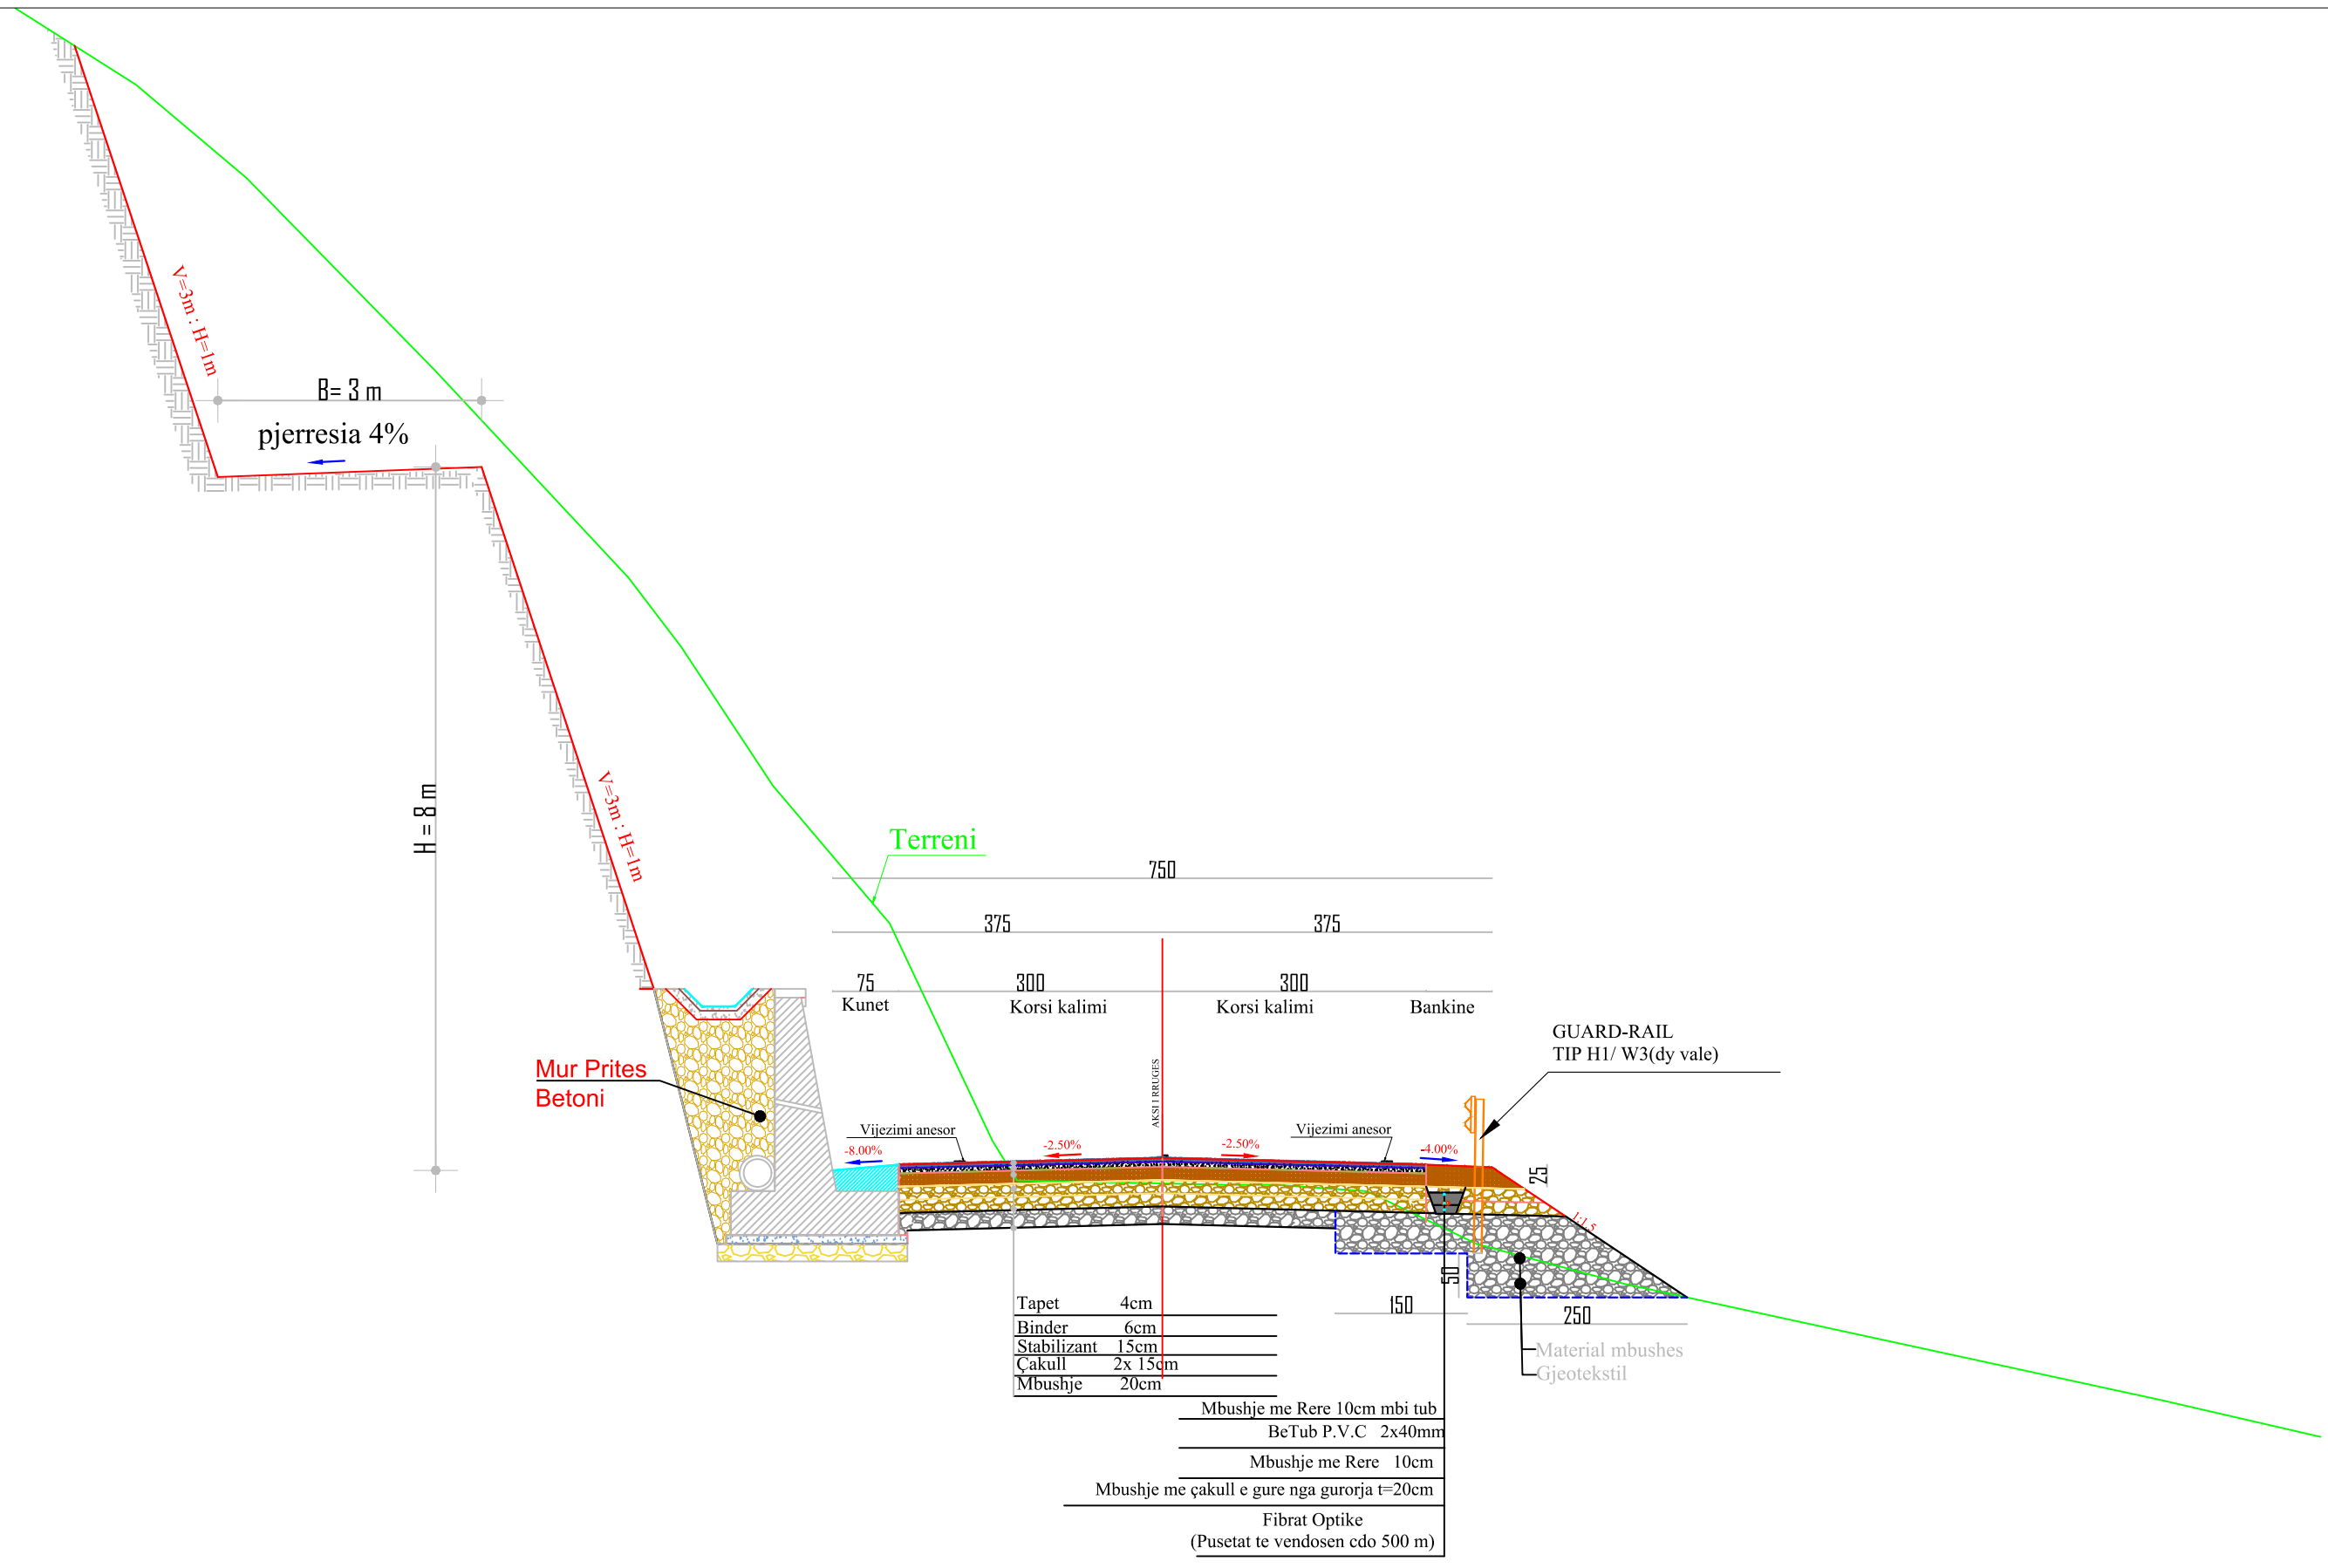 V=3m : H=1m
B= 3 m
pjerresia 4%
H = 8 m
V=3m : H=1m
Terreni
750
375
375
75
300
300
Kunet
Korsi kalimi
Korsi kalimi
Bankine
GUARD-RAIL
TIP H1/ W3(dy vale)
Mur Prites
Betoni
AKSI I RRUGES
Vijezimi anesor
Vijezimi anesor
-8.00%
-2.50%
-2.50%
-4.00%
25
1:1.5
50
150
250
Tapet 4cm
Binder 6cm
Stabilizant 15cm
Çakull 2x 15cm
Mbushje 20cm
Material mbushes
Gjeotekstil
Mbushje me Rere 10cm mbi tub
BeTub P.V.C 2x40mm
Mbushje me Rere 10cm
Mbushje me çakull e gure nga gurorja t=20cm
Fibrat Optike
(Pusetat te vendosen cdo 500 m)